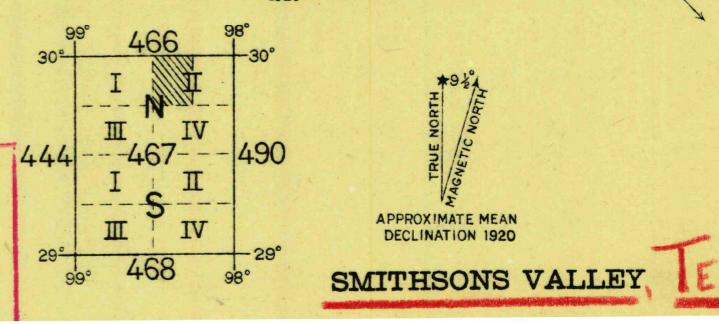 99° 98°
466
30° 30°
I II
N
III IV
444 467 490
I II
S
III IV
29° 29°
99° 98°
468
9½°
TRUE NORTH
MAGNETIC NORTH
APPROXIMATE MEAN
DECLINATION 1920
SMITHSONS VALLEY, TE